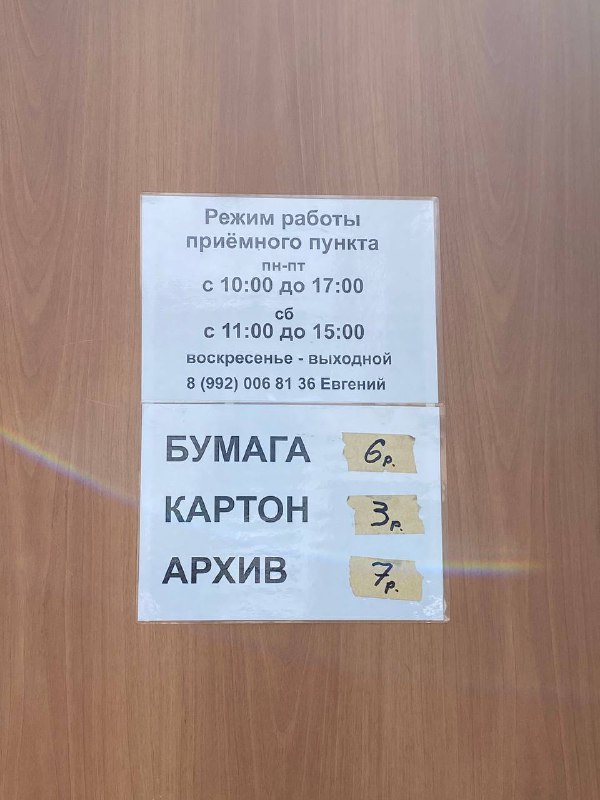 Режим работы
приёмного пункта
пн-пт
с 10:00 до 17:00
сб
с 11:00 до 15:00
воскресенье - выходной
8 (992) 006 81 36 Евгений
БУМАГА 6р.
КАРТОН 3р.
АРХИВ 7р.